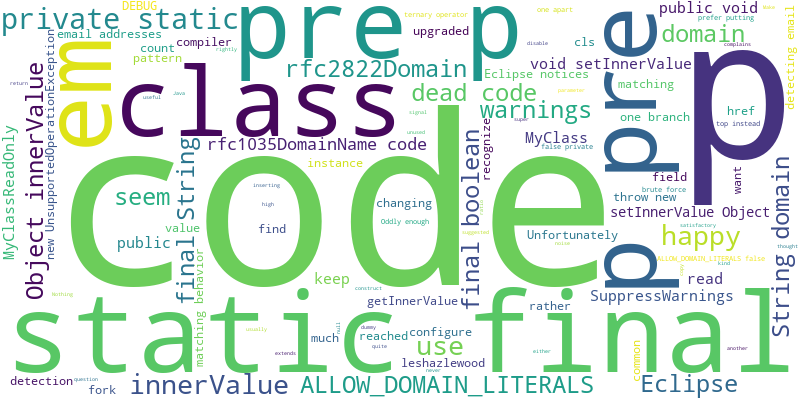 DEBUG
private static
pre p
ternary operator
one apart
public void
prefer putting
Wake
email addresses
count
compiler
upgraded
cls
domain
rightly
disable
complains
pattern
em
class
rfc2822Domain
Eclipse notices
void setInnerValue
pre
p
detecting email
return
useful
Java
dead code
parameter
matching
new UnsupportedOperationException
code
warnings
signal
href
one branch
top instead
Object innerValue
rfc1035DomainName code
unused
MyClass
super
recognize
false private
MyClassReadOnly
final String
instance
field
want
brute force
seem
inserting
high
changing
final boolean
throw new
setInnerValue Object
String domain
Oddly enough
value
find
public
suggested
noise
Unfortunately
happy
satisfactory
thought
p
ALLOW_DOMAIN_LITERALS false
kind
Nothing
keep
read
construct
static final
matching behavior
getInnerValue
rather
SuppressWarnings
usually
null
dummy
much
reached
configure
use
common
either
another
extends
quite
leshazlewood
never
detection
question
fork
innerValue
ALLOW_DOMAIN_LITERALS
Eclipse